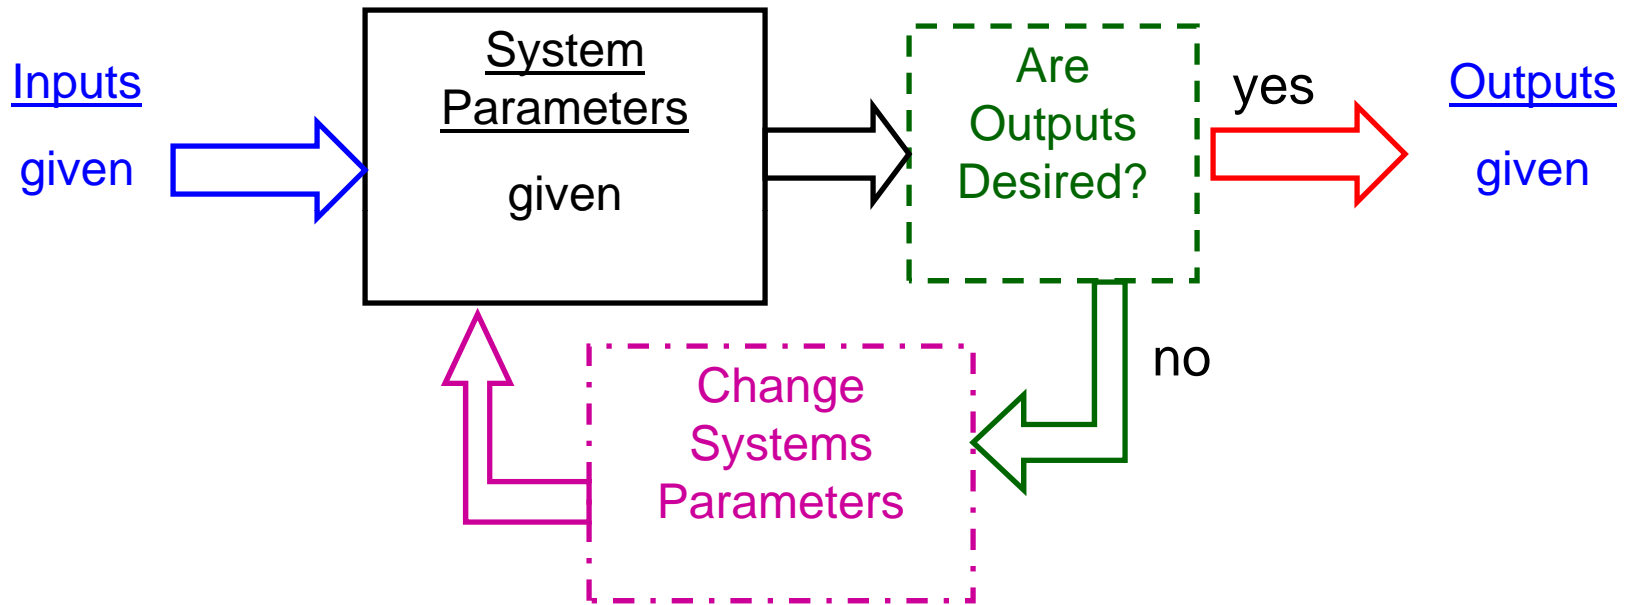 Inputs
given
System
Parameters
given
Are
Outputs
Desired?
yes
Outputs
given
no
Change
Systems
Parameters